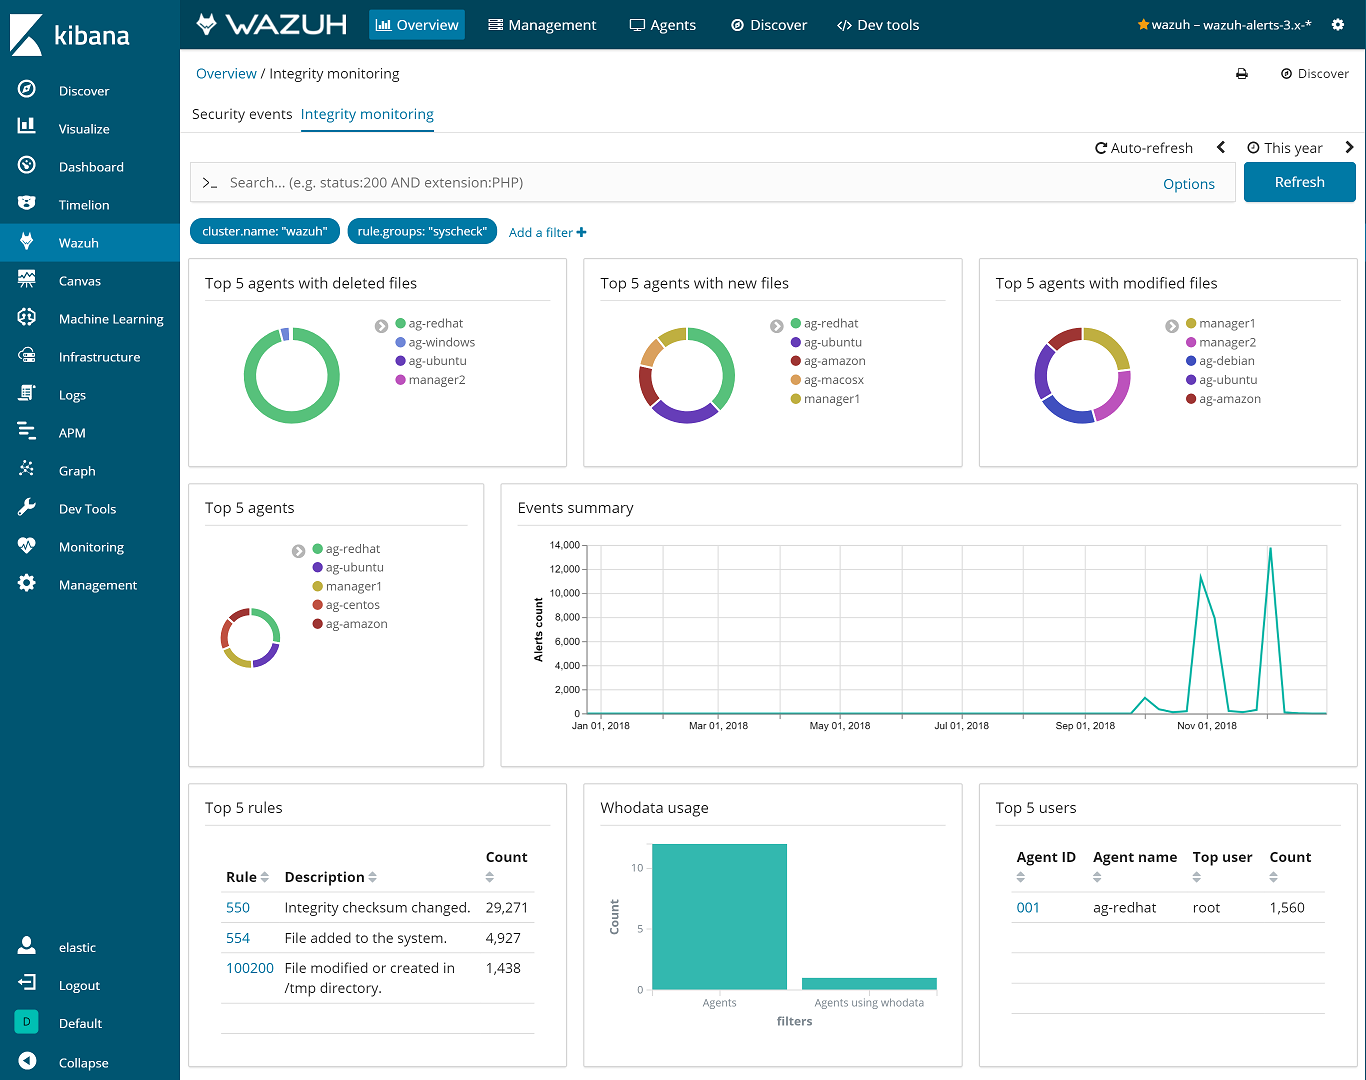 kibana
Discover
Visualize
Dashboard
Timelion
Wazuh
Canvas
Machine Learning
Infrastructure
Logs
APM
Graph
Dev Tools
Monitoring
Management
elastic
Logout
D
Default
Collapse
WAZUH
Overview
Management
Agents
Discover
</> Dev tools
wazuh – wazuh-alerts-3.x-*
Overview / Integrity monitoring
Discover
Security events
Integrity monitoring
Auto-refresh
This year
>_ Search... (e.g. status:200 AND extension:PHP)
Options
Refresh
cluster.name: "wazuh"
rule.groups: "syscheck"
Add a filter +
Top 5 agents with deleted files
ag-redhat
ag-windows
ag-ubuntu
manager2
Top 5 agents with new files
ag-redhat
ag-ubuntu
ag-amazon
ag-macosx
manager1
Top 5 agents with modified files
manager1
manager2
ag-debian
ag-ubuntu
ag-amazon
Top 5 agents
ag-redhat
ag-ubuntu
manager1
ag-centos
ag-amazon
Events summary
Alerts count
14,000
12,000
10,000
8,000
6,000
4,000
2,000
0
Jan 01, 2018
Mar 01, 2018
May 01, 2018
Jul 01, 2018
Sep 01, 2018
Nov 01, 2018
Top 5 rules
Rule Description Count
550 Integrity checksum changed. 29,271
554 File added to the system. 4,927
100200 File modified or created in 1,438
/tmp directory.
Whodata usage
Count
10
5
0
Agents
Agents using whodata
filters
Top 5 users
Agent ID Agent name Top user Count
001 ag-redhat root 1,560